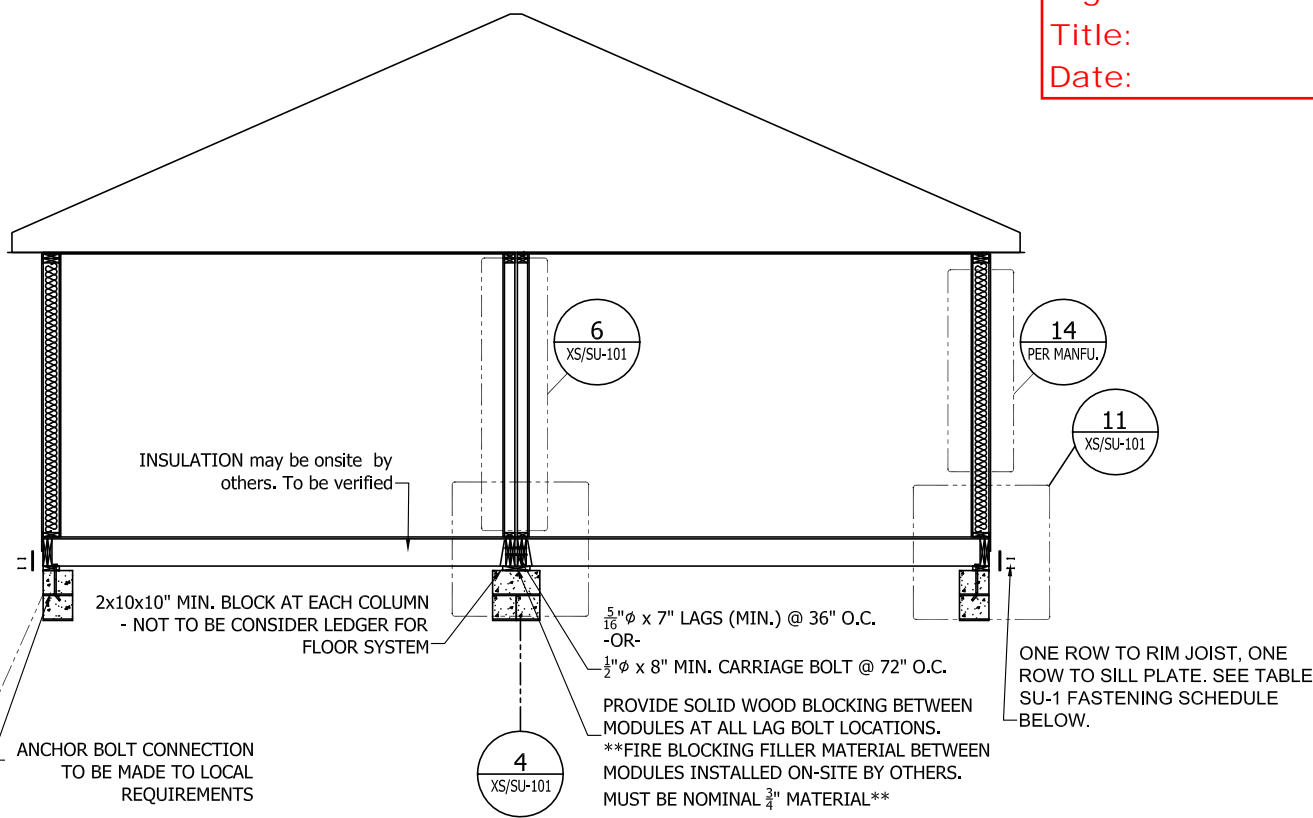 Title:
Date:
6
XS/SU-101
14
PER MANFU.
11
XS/SU-101
INSULATION may be onsite by
others. To be verified
2x10x10" MIN. BLOCK AT EACH COLUMN
- NOT TO BE CONSIDER LEDGER FOR
FLOOR SYSTEM
5/16"ϕ x 7" LAGS (MIN.) @ 36" O.C.
-OR-
1/2"ϕ x 8" MIN. CARRIAGE BOLT @ 72" O.C.
ONE ROW TO RIM JOIST, ONE
ROW TO SILL PLATE. SEE TABLE
SU-1 FASTENING SCHEDULE
BELOW.
PROVIDE SOLID WOOD BLOCKING BETWEEN
MODULES AT ALL LAG BOLT LOCATIONS.
**FIRE BLOCKING FILLER MATERIAL BETWEEN
MODULES INSTALLED ON-SITE BY OTHERS.
MUST BE NOMINAL 3/4" MATERIAL**
ANCHOR BOLT CONNECTION
TO BE MADE TO LOCAL
REQUIREMENTS
4
XS/SU-101